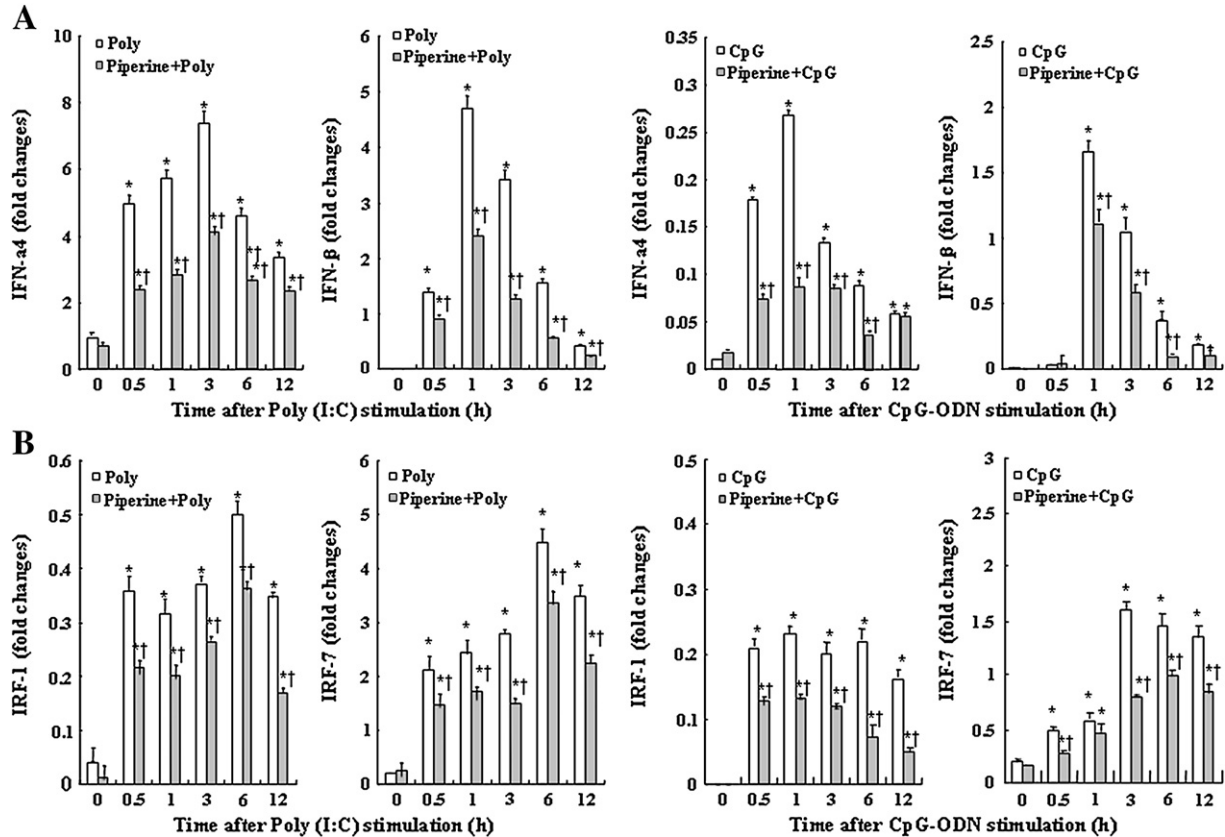 A
Poly
Piperine+Poly
IFN-a4 (fold changes)
10
8
6
4
2
0
* * * * *
*† *† *† *† *† *†
0 0.5 1 3 6 12
Poly
Piperine+Poly
IFN-β (fold changes)
6
5
4
3
2
1
0
* * * * *
*† *† *† *† *†
0 0.5 1 3 6 12
Time after Poly (I:C) stimulation (h)
CpG
Piperine+CpG
IFN-a4 (fold changes)
0.35
0.3
0.25
0.2
0.15
0.1
0.05
0
* * * * *
*† *† *† *† *
0 0.5 1 3 6 12
CpG
Piperine+CpG
IFN-β (fold changes)
2.5
2
1.5
1
0.5
0
* * * *
*† *† *†
0 0.5 1 3 6 12
Time after CpG-ODN stimulation (h)
B
Poly
Piperine+Poly
IRF-1 (fold changes)
0.6
0.5
0.4
0.3
0.2
0.1
0
* * * * *
*† *† *† *† *†
0 0.5 1 3 6 12
Poly
Piperine+Poly
IRF-7 (fold changes)
6
5
4
3
2
1
0
* * * * *
*† *† *† *† *†
0 0.5 1 3 6 12
Time after Poly (I:C) stimulation (h)
CpG
Piperine+CpG
IRF-1 (fold changes)
0.5
0.4
0.3
0.2
0.1
0
* * * * *
*† *† *† *† *†
0 0.5 1 3 6 12
CpG
Piperine+CpG
IRF-7 (fold changes)
3
2.5
2
1.5
1
0.5
0
* * * * *
*† * *† *† *†
0 0.5 1 3 6 12
Time after CpG-ODN stimulation (h)